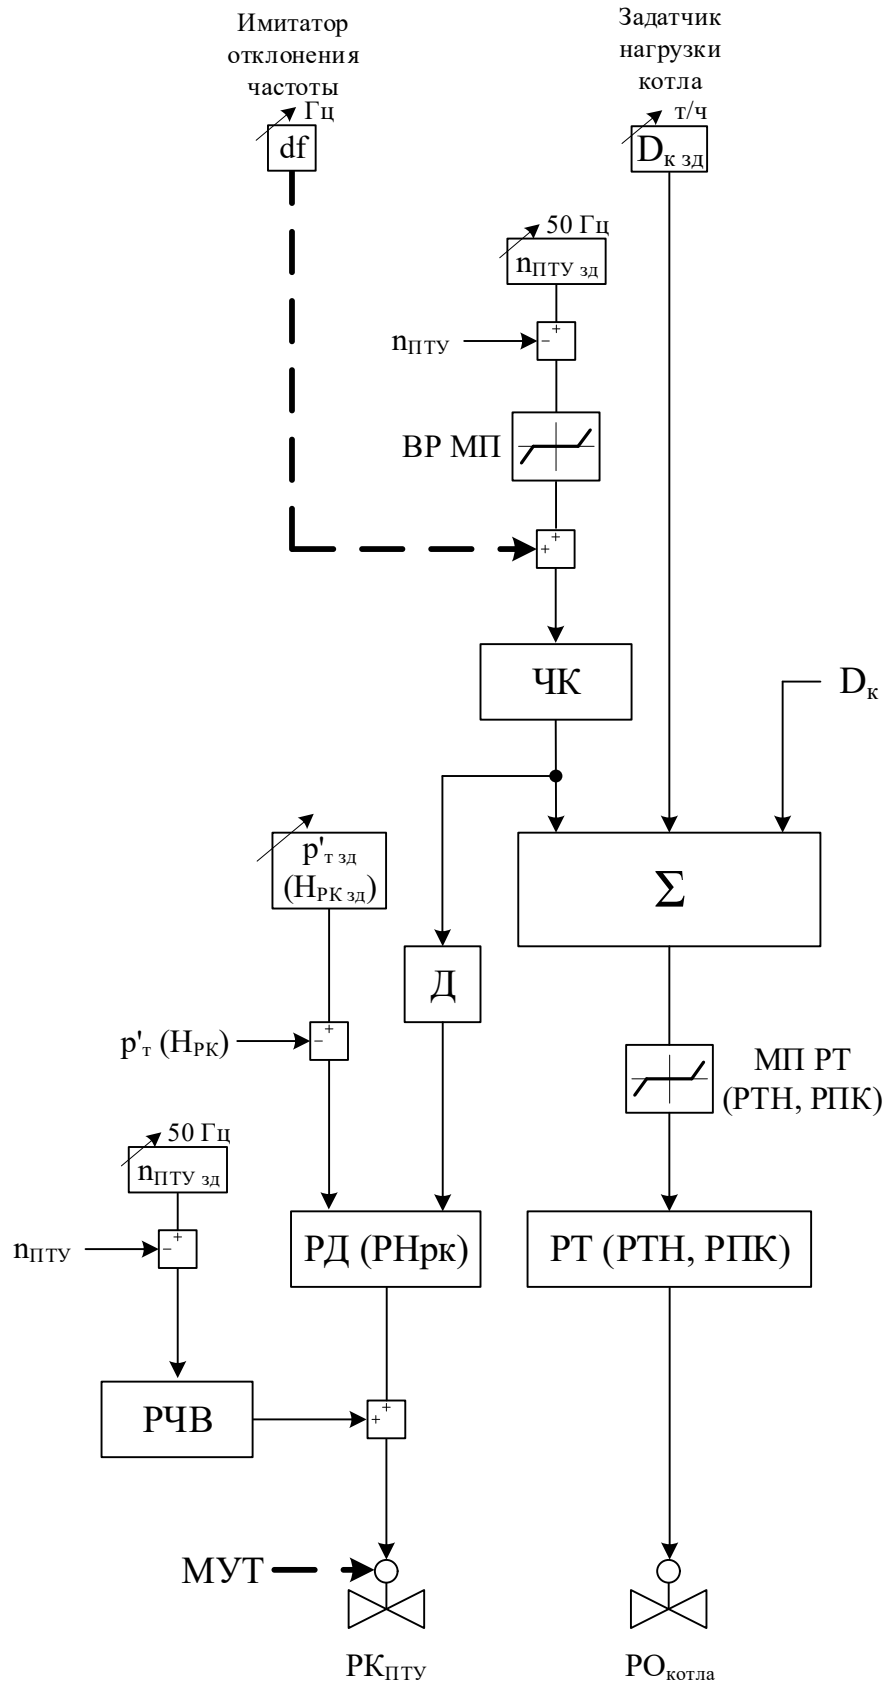 Имитатор
отклонения
частоты
Гц
df
Задатчик
нагрузки
котла
т/ч
Dк зд
50 Гц
nПТУ зд
+
nПТУ
-
ВР МП
+
+
ЧК
Dк
p'т зд
(HРК зд)
Σ
Д
+
p'т (HРК)
-
МП РТ
(РТН, РПК)
50 Гц
nПТУ зд
+
nПТУ
-
РД (РНрк)
РТ (РТН, РПК)
РЧВ
+
+
МУТ
РКПТУ
РОкотла